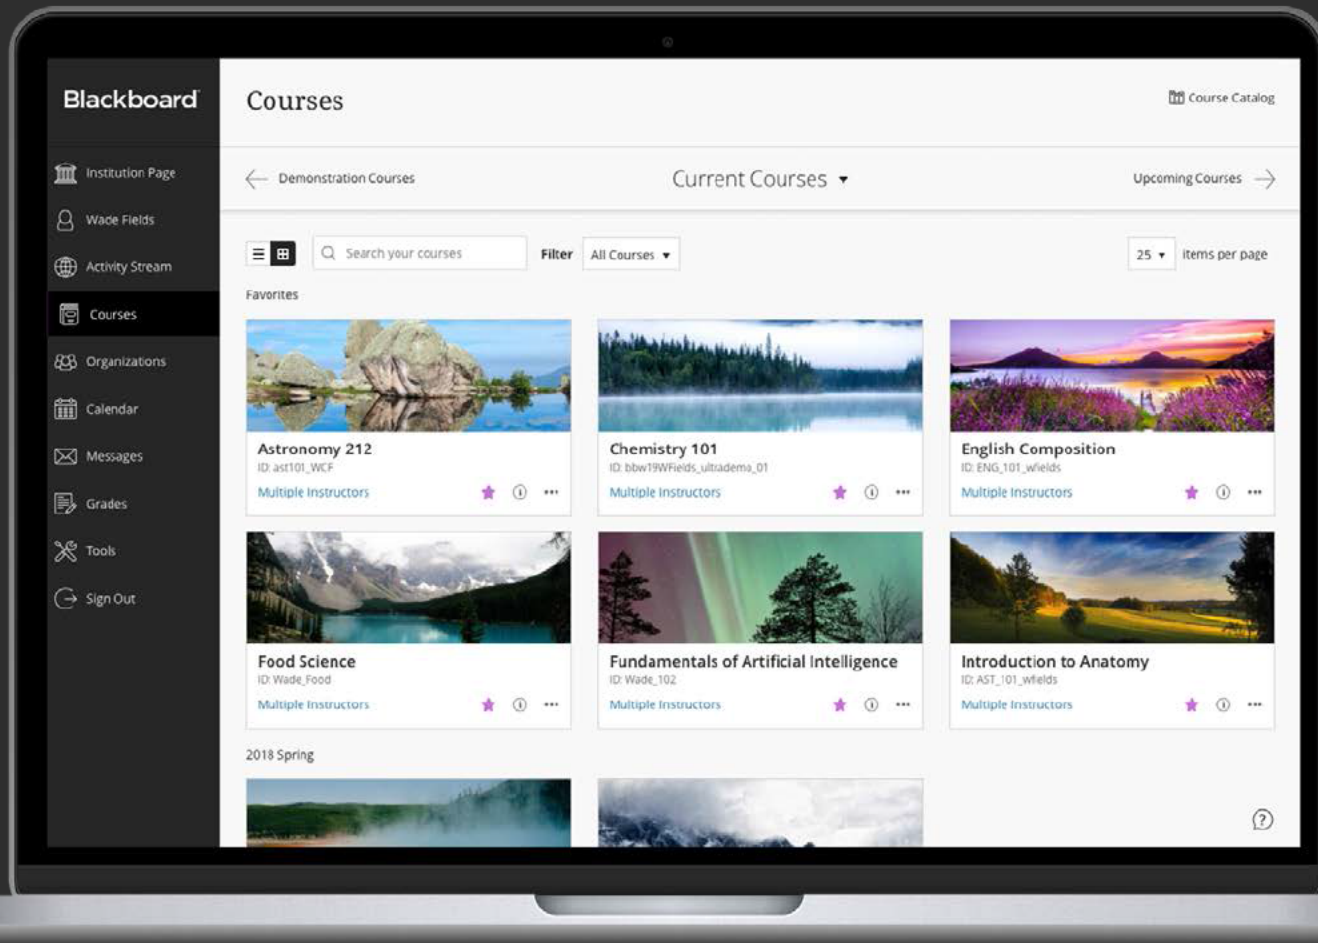 Blackboard
Institution Page
Wade Fields
Activity Stream
Courses
Organizations
Calendar
Messages
Grades
Tools
Sign Out
Courses
Course Catalog
Demonstration Courses
Current Courses
Upcoming Courses
Search your courses
Filter
All Courses
25
items per page
Favorites
Astronomy 212
ID: ast101_WCF
Multiple Instructors
Chemistry 101
ID: bbw19WFields_ultrademo_01
Multiple Instructors
English Composition
ID: ENG_101_wfields
Multiple Instructors
Food Science
ID: Wade_Food
Multiple Instructors
Fundamentals of Artificial Intelligence
ID: Wade_102
Multiple Instructors
Introduction to Anatomy
ID: AST_101_wfields
Multiple Instructors
2018 Spring